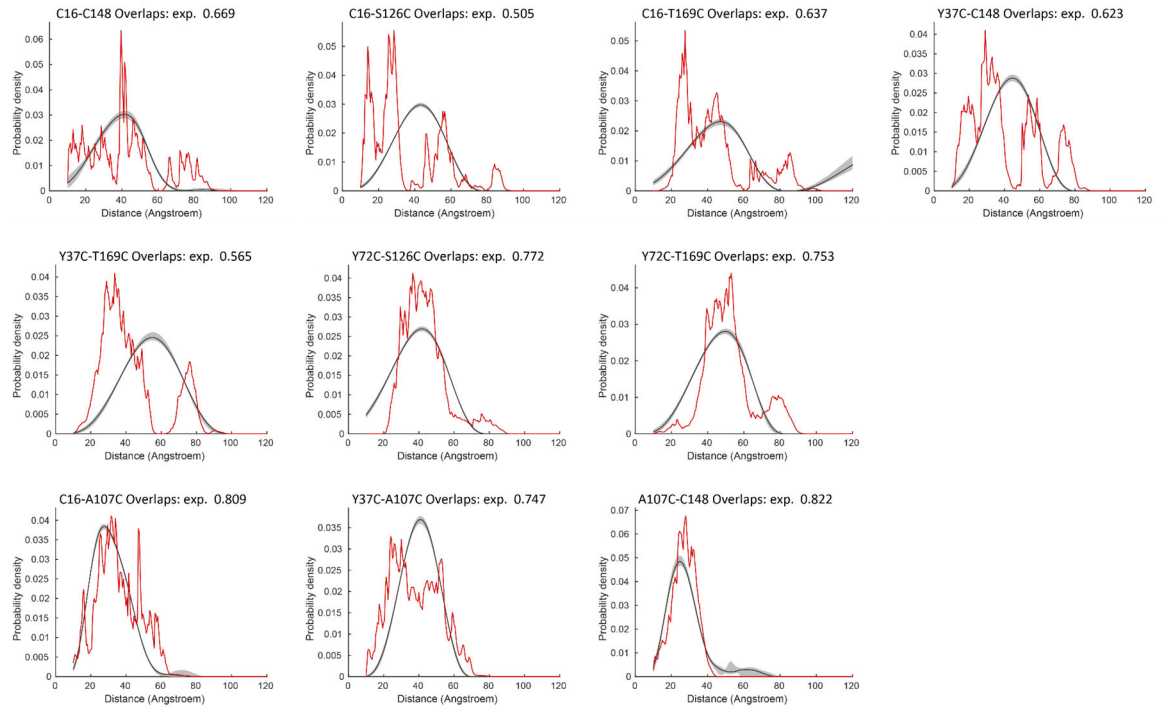 C16-C148 Overlaps: exp. 0.669
C16-S126C Overlaps: exp. 0.505
C16-T169C Overlaps: exp. 0.637
Y37C-C148 Overlaps: exp. 0.623
Probability density
0.06
0.05
0.04
0.03
0.02
0.01
0
0 20 40 60 80 100 120
Distance (Angstroem)
Probability density
0.05
0.04
0.03
0.02
0.01
0
0 20 40 60 80 100 120
Distance (Angstroem)
Probability density
0.05
0.04
0.03
0.02
0.01
0
0 20 40 60 80 100 120
Distance (Angstroem)
Probability density
0.04
0.035
0.03
0.025
0.02
0.015
0.01
0.005
0
0 20 40 60 80 100 120
Distance (Angstroem)
Y37C-T169C Overlaps: exp. 0.565
Y72C-S126C Overlaps: exp. 0.772
Y72C-T169C Overlaps: exp. 0.753
Probability density
0.04
0.035
0.03
0.025
0.02
0.015
0.01
0.005
0
0 20 40 60 80 100 120
Distance (Angstroem)
Probability density
0.04
0.035
0.03
0.025
0.02
0.015
0.01
0.005
0
0 20 40 60 80 100 120
Distance (Angstroem)
Probability density
0.04
0.03
0.02
0.01
0
0 20 40 60 80 100 120
Distance (Angstroem)
C16-A107C Overlaps: exp. 0.809
Y37C-A107C Overlaps: exp. 0.747
A107C-C148 Overlaps: exp. 0.822
Probability density
0.04
0.035
0.03
0.025
0.02
0.015
0.01
0.005
0
0 20 40 60 80 100 120
Distance (Angstroem)
Probability density
0.035
0.03
0.025
0.02
0.015
0.01
0.005
0
0 20 40 60 80 100 120
Distance (Angstroem)
Probability density
0.07
0.06
0.05
0.04
0.03
0.02
0.01
0
0 20 40 60 80 100 120
Distance (Angstroem)